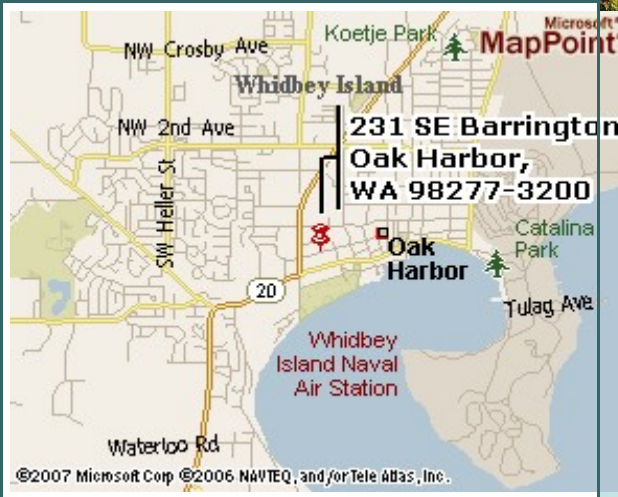 Microsoft®
Koetje Park
MapPoint®
NW Crosby Ave
Whidbey Island
NW 2nd Ave
231 SE Barrington
Oak Harbor,
WA 98277-3200
SW Heller St
Catalina
Park
Oak
Harbor
20
Tulag Ave
Whidbey
Island Naval
Air Station
Waterloo Rd
©2007 Microsoft Corp ©2006 NAVTEQ, and/or Tele Atlas, Inc.